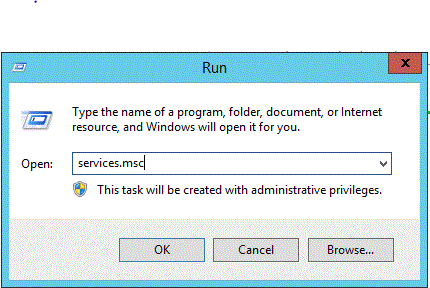 Run
x
Type the name of a program, folder, document, or Internet
resource, and Windows will open it for you.
Open:
services.msc
This task will be created with administrative privileges.
OK
Cancel
Browse...